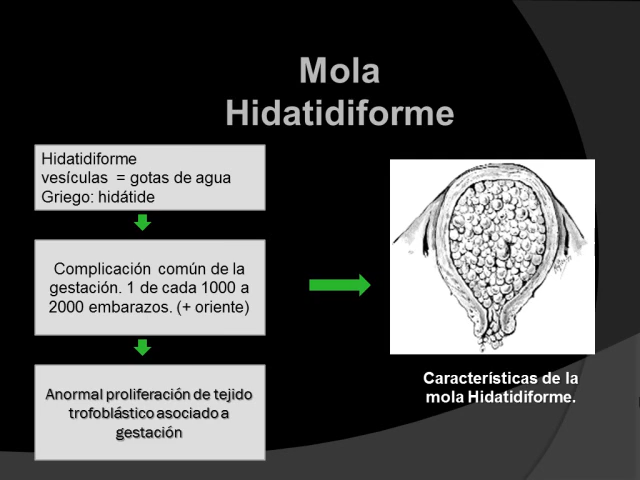 Mola
Hidatidiforme
Hidatidiforme
vesículas = gotas de agua
Griego: hidátide
Complicación común de la
gestación. 1 de cada 1000 a
2000 embarazos. (+ oriente)
Anormal proliferación de tejido
trofoblástico asociado a
gestación
Características de la
mola Hidatidiforme.